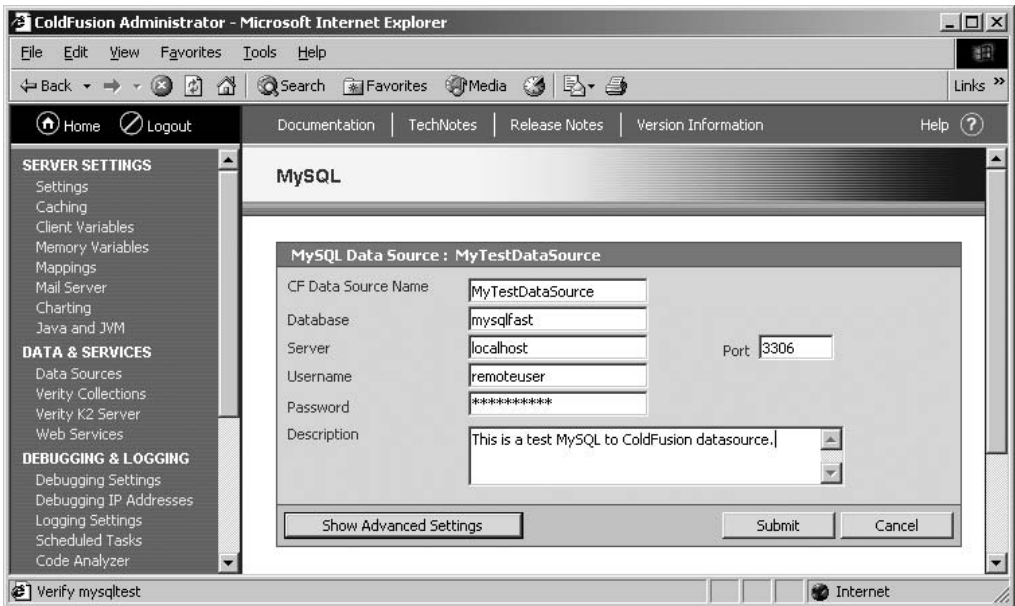 ColdFusion Administrator - Microsoft Internet Explorer
File Edit View Favorites Tools Help
Back Search Favorites Media Links »
Home Logout Documentation | TechNotes | Release Notes | Version Information Help ?
SERVER SETTINGS
Settings
Caching
Client Variables
Memory Variables
Mappings
Mail Server
Charting
Java and JVM
DATA & SERVICES
Data Sources
Verity Collections
Verity K2 Server
Web Services
DEBUGGING & LOGGING
Debugging Settings
Debugging IP Addresses
Logging Settings
Scheduled Tasks
Code Analyzer
MySQL
MySQL Data Source : MyTestDataSource
CF Data Source Name MyTestDataSource
Database mysqlfast
Server localhost Port 3306
Username remoteuser
Password **********
Description This is a test MySQL to ColdFusion datasource.
Show Advanced Settings Submit Cancel
Verify mysqltest Internet